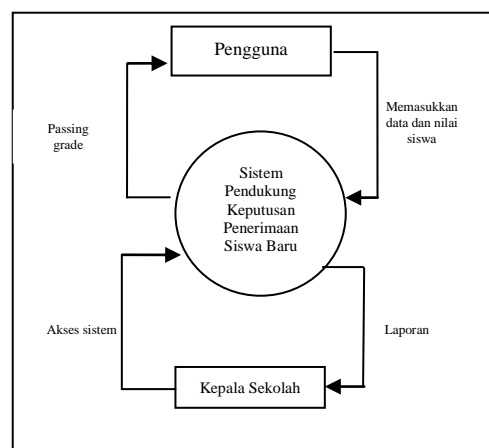 Pengguna
Passing
grade
Memasukkan
data dan nilai
siswa
Sistem
Pendukung
Keputusan
Penerimaan
Siswa Baru
Akses sistem
Laporan
Kepala Sekolah